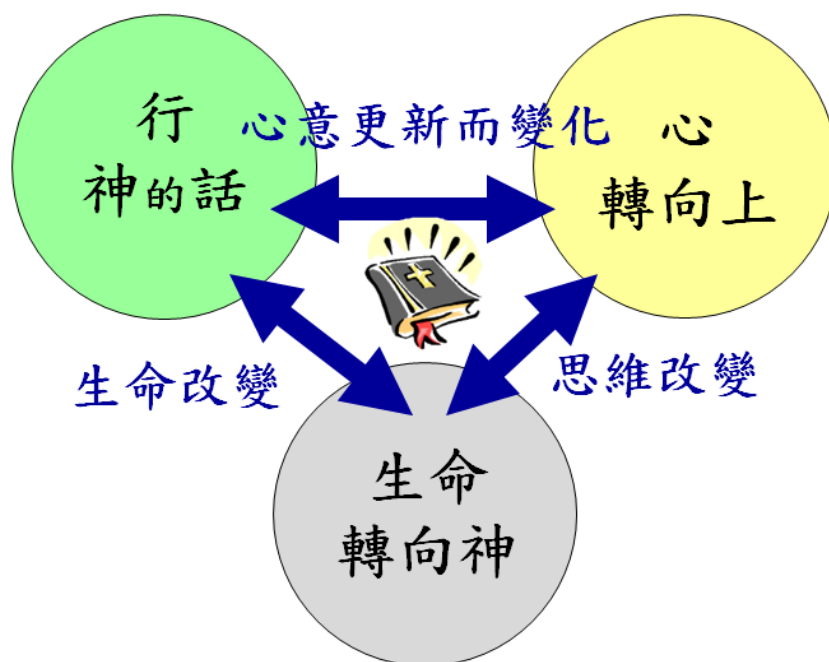 行
神的話
心意更新而變化
心
轉向上
生命改變
思維改變
生命
轉向神